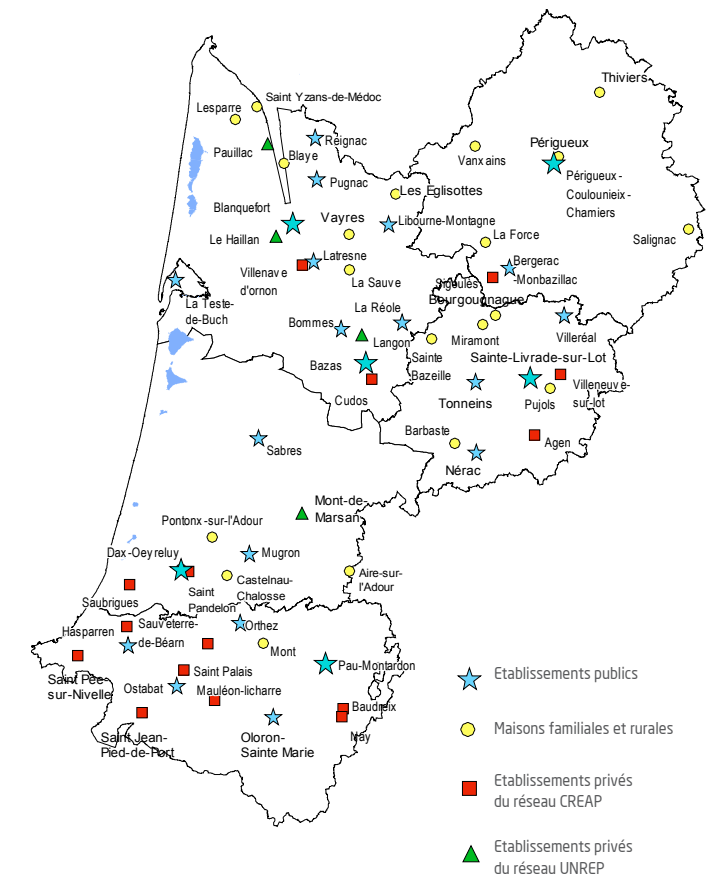 Thiviers
Saint Yzans-de-Médoc
Lesparre
Reignac
Périgueux
Pauillac
Blaye
Vanxains
Périgueux-
Coulounieix-
Chamiers
Pugnac
Les Eglisottes
Blanquefort
Vayres
Libourne-Montagne
Le Haillan
La Force
Salignac
Latresne
Bergerac
-Monbazillac
Villenave
d'ornon
La Sauve
Sigoulès
Bourgougnague
La Teste-
de-Buch
La Réole
Bommes
Villeréal
Langon
Miramont
Sainte
Bazeille
Sainte-Livrade-sur-Lot
Bazas
Villeneuve-
sur-lot
Cudos
Tonneins
Pujols
Barbaste
Agen
Sabres
Nérac
Mont-de-
Marsan
Pontonx-sur-l'Adour
Dax-Oeyreluy
Mugron
Aire-sur-
l'Adour
Castelnau-
Chalosse
Saint
Pandelon
Saubrigues
Sauveterre-
de-Béarn
Hasparren
Orthez
Mont
Pau-Montardon
Saint Palais
Saint Pée-
sur-Nivelle
Ostabat
Mauléon-licharre
Baudreix
Saint Jean-
Pied-de-Port
Oloron-
Sainte Marie
Nay
Etablissements publics
Maisons familiales et rurales
Etablissements privés
du réseau CREAP
Etablissements privés
du réseau UNREP